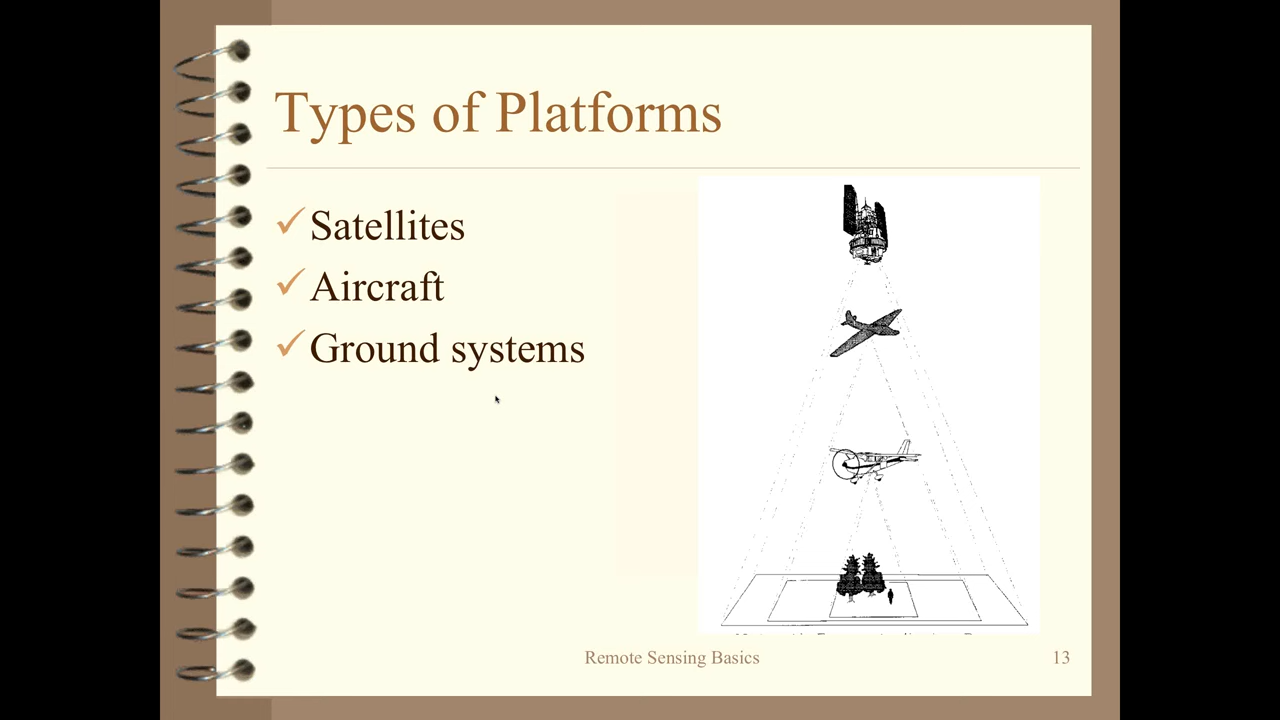 Types of Platforms
Satellites
Aircraft
Ground systems
Remote Sensing Basics
13